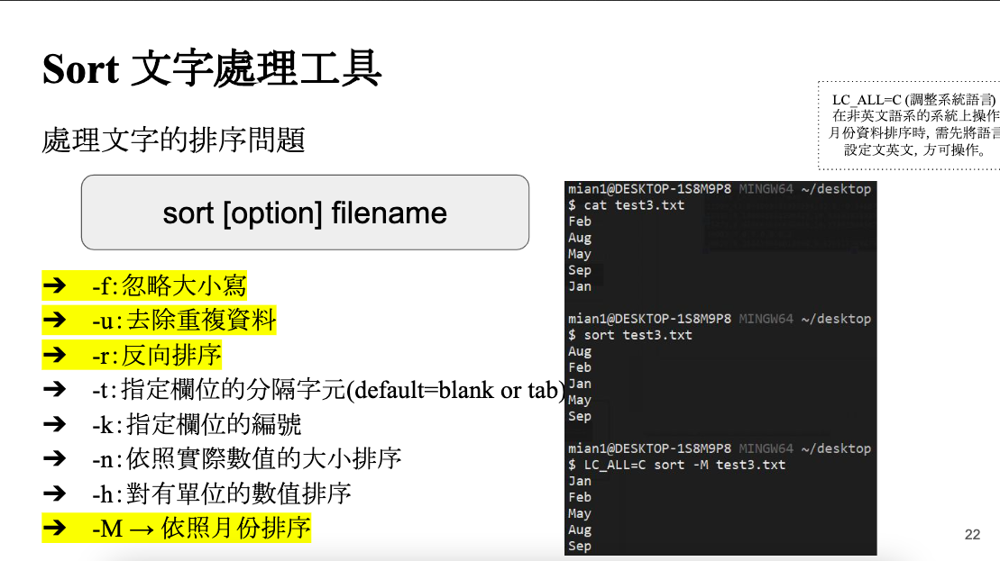 Sort 文字處理工具
LC_ALL=C (調整系統語言)
在非英文語系的系統上操作
月份資料排序時, 需先將語言
設定文英文, 方可操作。
處理文字的排序問題
sort [option] filename
➔ -f:忽略大小寫
➔ -u:去除重複資料
➔ -r:反向排序
➔ -t:指定欄位的分隔字元(default=blank or tab)
➔ -k:指定欄位的編號
➔ -n:依照實際數值的大小排序
➔ -h:對有單位的數值排序
➔ -M → 依照月份排序
mian1@DESKTOP-1S8M9P8 MINGW64 ~/desktop
$ cat test3.txt
Feb
Aug
May
Sep
Jan
mian1@DESKTOP-1S8M9P8 MINGW64 ~/desktop
$ sort test3.txt
Aug
Feb
Jan
May
Sep
mian1@DESKTOP-1S8M9P8 MINGW64 ~/desktop
$ LC_ALL=C sort -M test3.txt
Jan
Feb
May
Aug
Sep
22